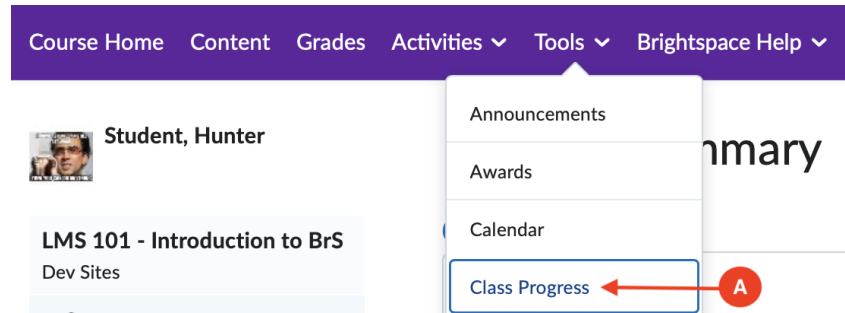 Course Home Content Grades Activities Tools Brightspace Help
Announcements
Student, Hunter
mmary
Awards
Calendar
LMS 101 - Introduction to BrS
Dev Sites
Class Progress
A